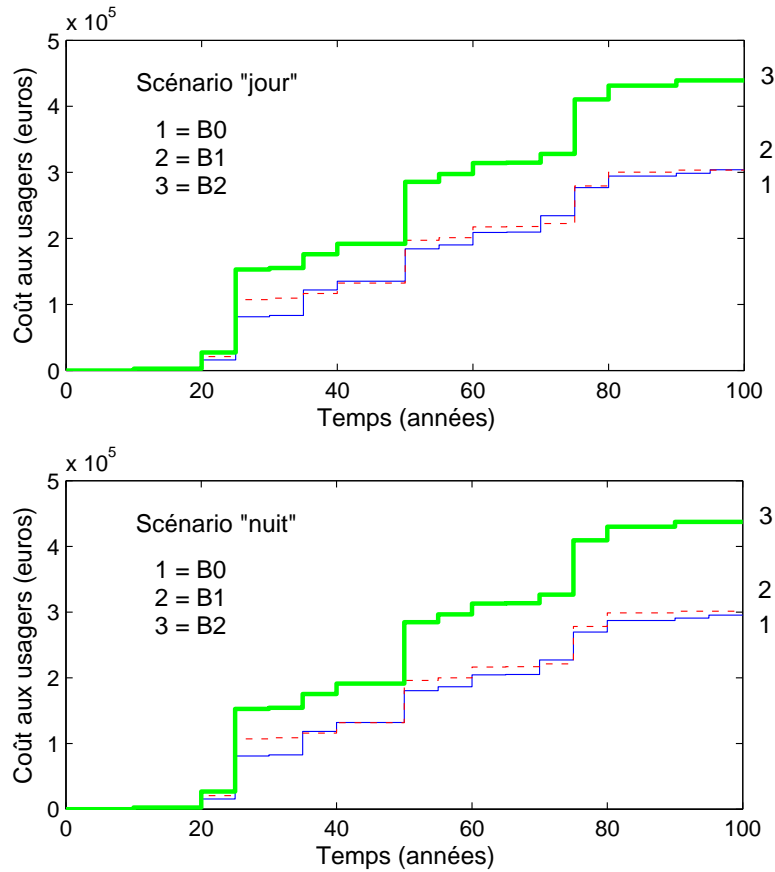 x 10^5
5
4
3
2
1
0
Coût aux usagers (euros)
Scénario "jour"
1 = B0
2 = B1
3 = B2
3
2
1
0 20 40 60 80 100
Temps (années)
x 10^5
5
4
3
2
1
0
Coût aux usagers (euros)
Scénario "nuit"
1 = B0
2 = B1
3 = B2
3
2
1
0 20 40 60 80 100
Temps (années)